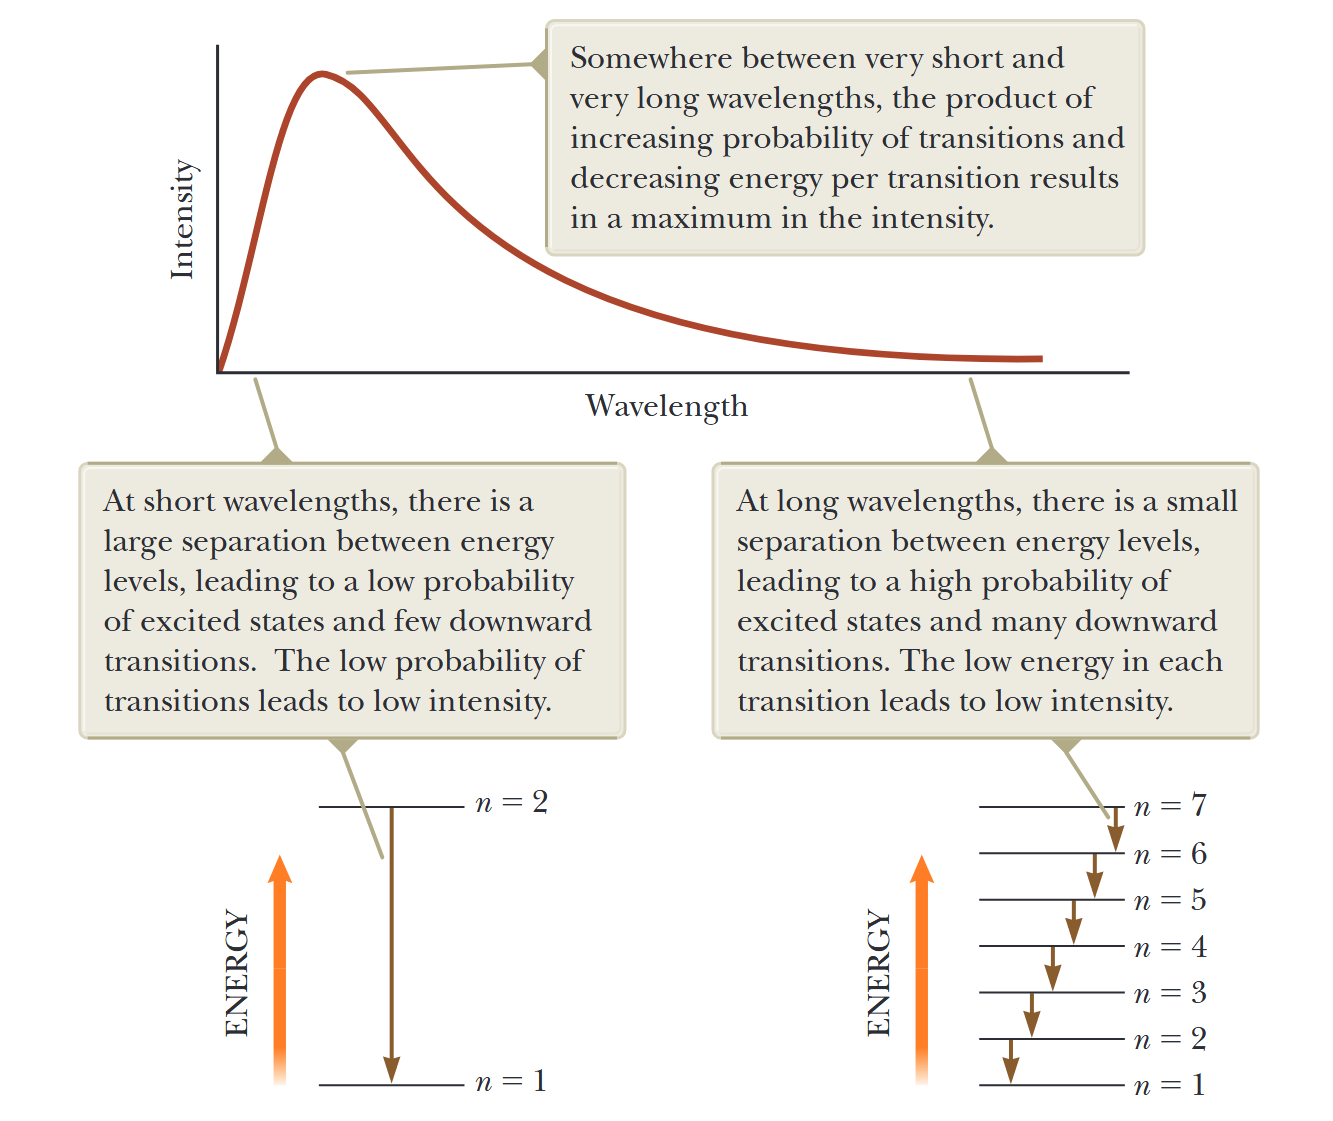 Somewhere between very short and
very long wavelengths, the product of
increasing probability of transitions and
decreasing energy per transition results
in a maximum in the intensity.
Intensity
Wavelength
At short wavelengths, there is a
large separation between energy
levels, leading to a low probability
of excited states and few downward
transitions.  The low probability of
transitions leads to low intensity.
At long wavelengths, there is a small
separation between energy levels,
leading to a high probability of
excited states and many downward
transitions. The low energy in each
transition leads to low intensity.
ENERGY
n = 2
n = 1
ENERGY
n = 7
n = 6
n = 5
n = 4
n = 3
n = 2
n = 1